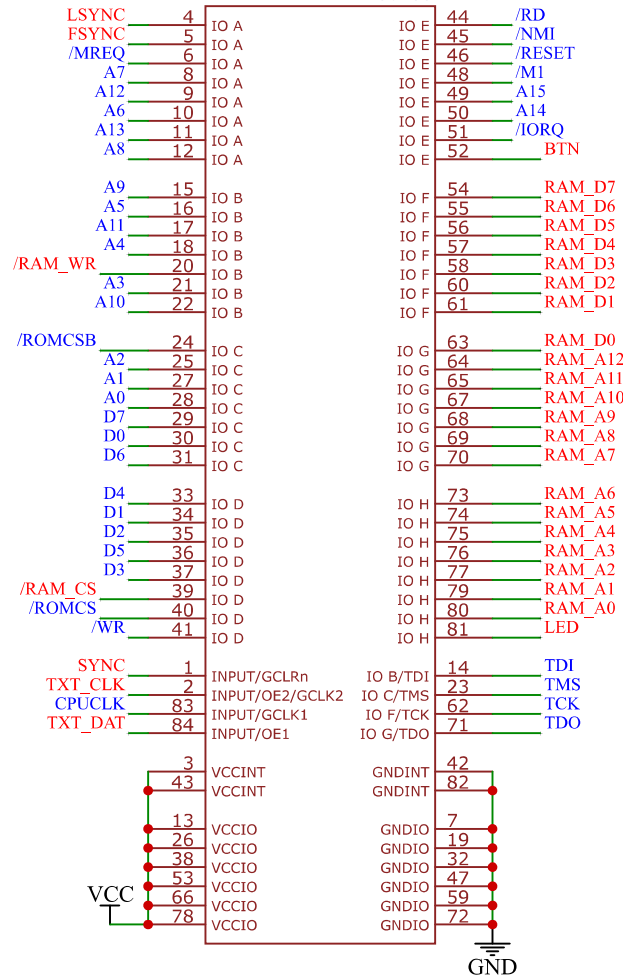 LSYNC 4 IO A IO E 44 /RD
FSYNC 5 IO A IO E 45 /NMI
/MREQ 6 IO A IO E 46 /RESET
A7 8 IO A IO E 48 /M1
A12 9 IO A IO E 49 A15
A6 10 IO A IO E 50 A14
A13 11 IO A IO E 51 /IORQ
A8 12 IO A IO E 52 BTN
A9 15 IO B IO F 54 RAM_D7
A5 16 IO B IO F 55 RAM_D6
A11 17 IO B IO F 56 RAM_D5
A4 18 IO B IO F 57 RAM_D4
/RAM_WR 20 IO B IO F 58 RAM_D3
A3 21 IO B IO F 60 RAM_D2
A10 22 IO B IO F 61 RAM_D1
/ROMCSB 24 IO C IO G 63 RAM_D0
A2 25 IO C IO G 64 RAM_A12
A1 27 IO C IO G 65 RAM_A11
A0 28 IO C IO G 67 RAM_A10
D7 29 IO C IO G 68 RAM_A9
D0 30 IO C IO G 69 RAM_A8
D6 31 IO C IO G 70 RAM_A7
D4 33 IO D IO H 73 RAM_A6
D1 34 IO D IO H 74 RAM_A5
D2 35 IO D IO H 75 RAM_A4
D5 36 IO D IO H 76 RAM_A3
D3 37 IO D IO H 77 RAM_A2
/RAM_CS 39 IO D IO H 79 RAM_A1
/ROMCS 40 IO D IO H 80 RAM_A0
/WR 41 IO D IO H 81 LED
SYNC 1 INPUT/GCLRn IO B/TDI 14 TDI
TXT_CLK 2 INPUT/OE2/GCLK2 IO C/TMS 23 TMS
CPUCLK 83 INPUT/GCLK1 IO F/TCK 62 TCK
TXT_DAT 84 INPUT/OE1 IO G/TDO 71 TDO
3 VCCINT GNDINT 42
43 VCCINT GNDINT 82
13 VCCIO GNDIO 7
26 VCCIO GNDIO 19
38 VCCIO GNDIO 32
53 VCCIO GNDIO 47
66 VCCIO GNDIO 59
VCC 78 VCCIO GNDIO 72
GND